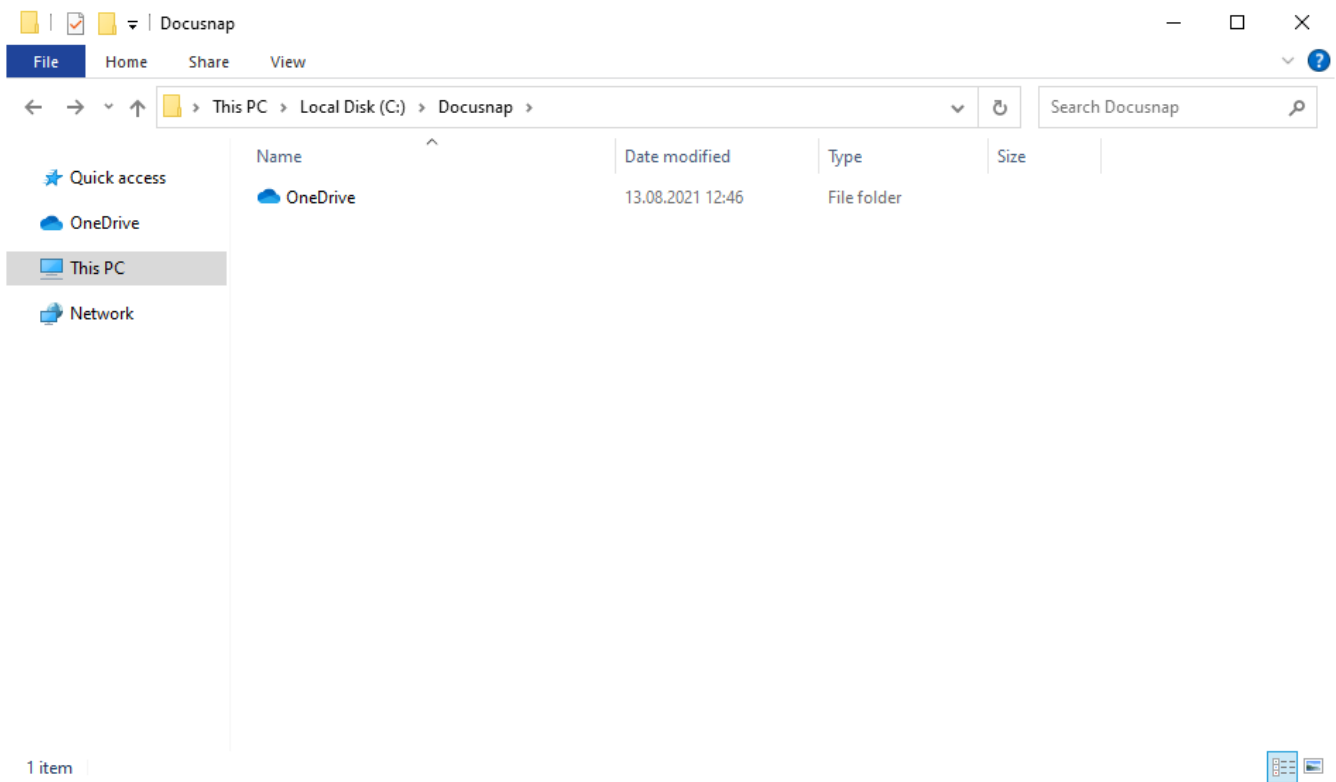 Docusnap
File Home Share View
This PC Local Disk (C:) Docusnap Search Docusnap
Name Date modified Type Size
Quick access
OneDrive 13.08.2021 12:46 File folder
OneDrive
This PC
Network
1 item